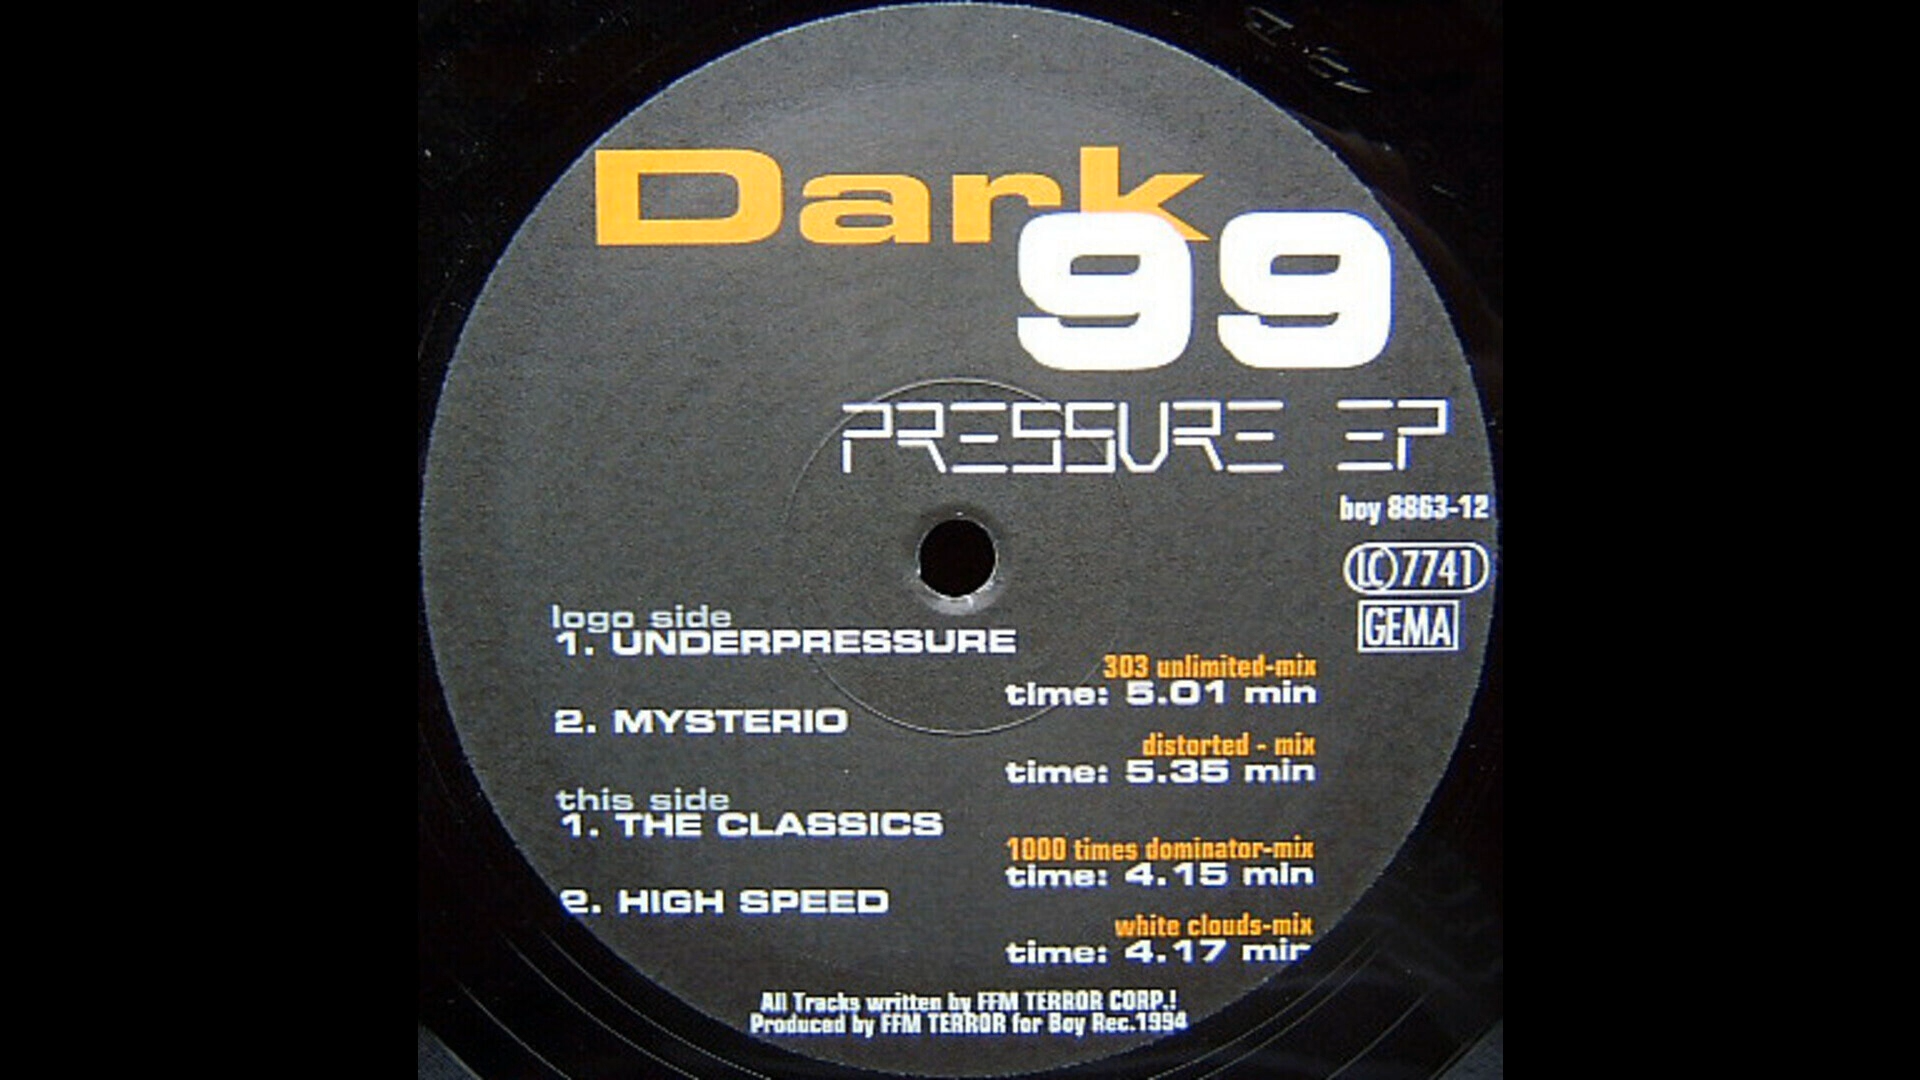 Dark
99
PRESSURE EP
boy 8863-12
LC 7741
GEMA
logo side
1. UNDERPRESSURE
303 unlimited-mix
time: 5.01 min
2. MYSTERIO
distorted - mix
time: 5.35 min
this side
1. THE CLASSICS
1000 times dominator-mix
time: 4.15 min
2. HIGH SPEED
white clouds-mix
time: 4.17 min
All Tracks written by FFM TERROR CORP.!
Produced by FFM TERROR for Boy Rec.1994